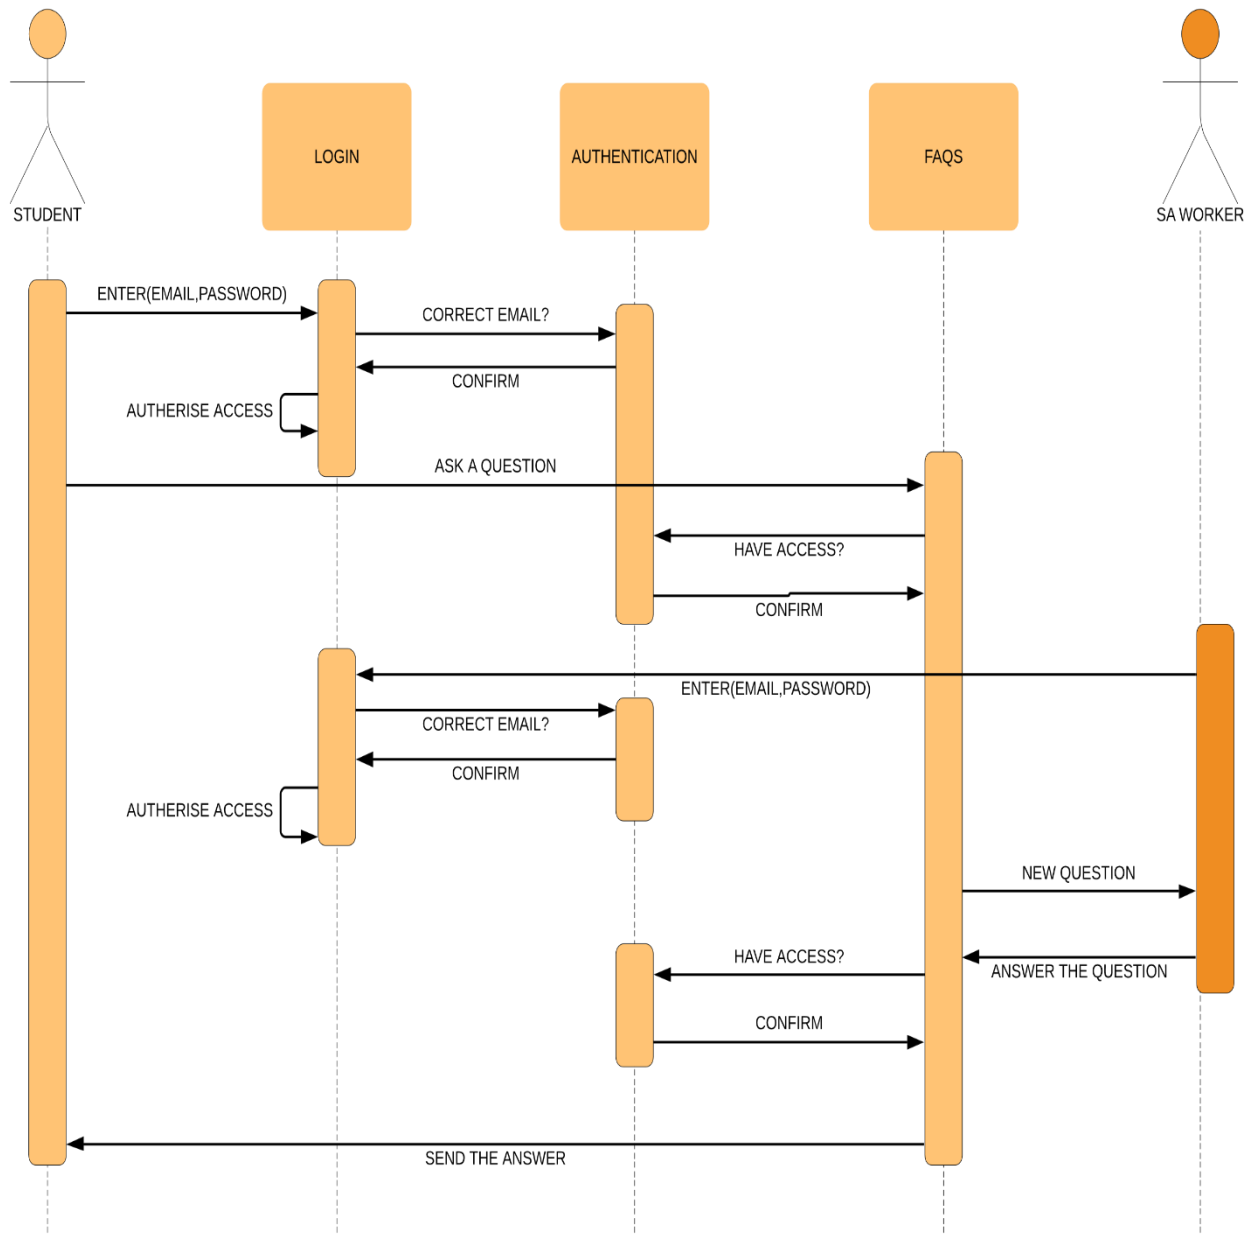 LOGIN
AUTHENTICATION
FAQS
STUDENT
SA WORKER
ENTER(EMAIL,PASSWORD)
CORRECT EMAIL?
CONFIRM
AUTHERISE ACCESS
ASK A QUESTION
HAVE ACCESS?
CONFIRM
ENTER(EMAIL,PASSWORD)
CORRECT EMAIL?
CONFIRM
AUTHERISE ACCESS
NEW QUESTION
HAVE ACCESS?
ANSWER THE QUESTION
CONFIRM
SEND THE ANSWER